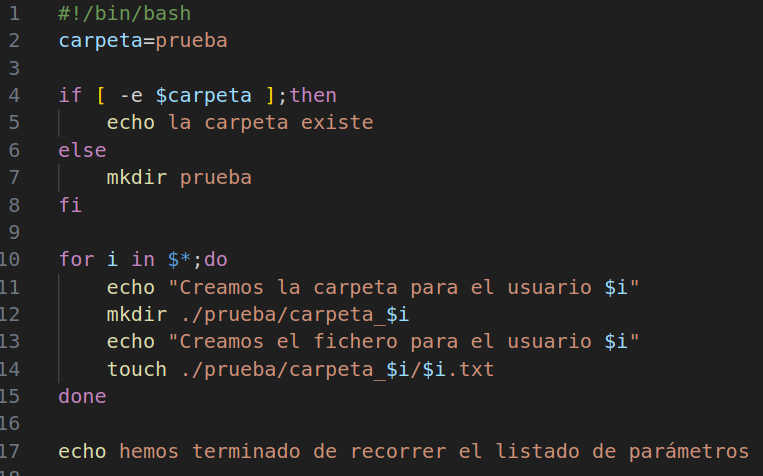 1 #!/bin/bash
2 carpeta=prueba
3
4 if [ -e $carpeta ];then
5 echo la carpeta existe
6 else
7 mkdir prueba
8 fi
9
10 for i in $*;do
11 echo "Creamos la carpeta para el usuario $i"
12 mkdir ./prueba/carpeta_$i
13 echo "Creamos el fichero para el usuario $i"
14 touch ./prueba/carpeta_$i/$i.txt
15 done
16
17 echo hemos terminado de recorrer el listado de parámetros
18